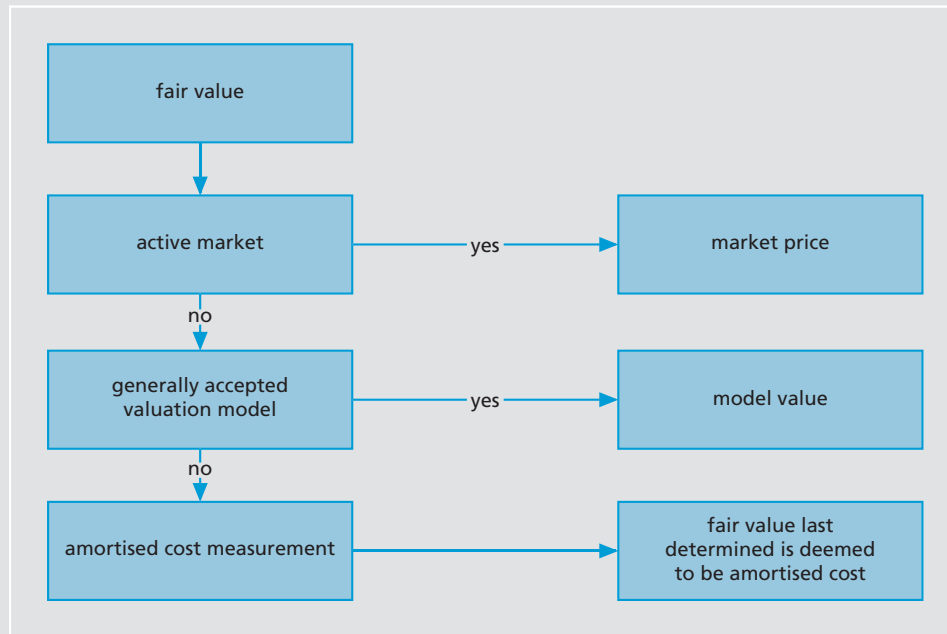 fair value
active market
yes
market price
no
generally accepted
valuation model
yes
model value
no
amortised cost measurement
fair value last
determined is deemed
to be amortised cost